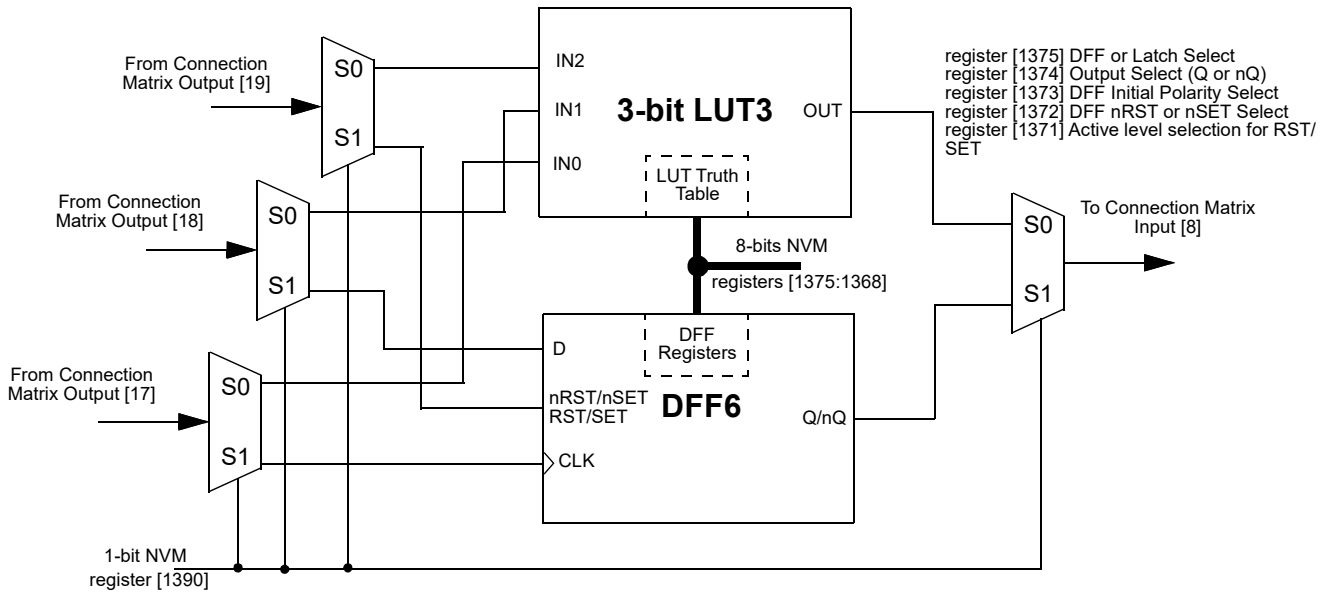 From Connection
Matrix Output [19]
S0
S1
From Connection
Matrix Output [18]
S0
S1
From Connection
Matrix Output [17]
S0
S1
1-bit NVM
register [1390]
IN2
IN1
IN0
3-bit LUT3
OUT
LUT Truth
Table
8-bits NVM
registers [1375:1368]
DFF
Registers
D
nRST/nSET
RST/SET
DFF6
CLK
Q/nQ
register [1375] DFF or Latch Select
register [1374] Output Select (Q or nQ)
register [1373] DFF Initial Polarity Select
register [1372] DFF nRST or nSET Select
register [1371] Active level selection for RST/
SET
S0
S1
To Connection Matrix
Input [8]